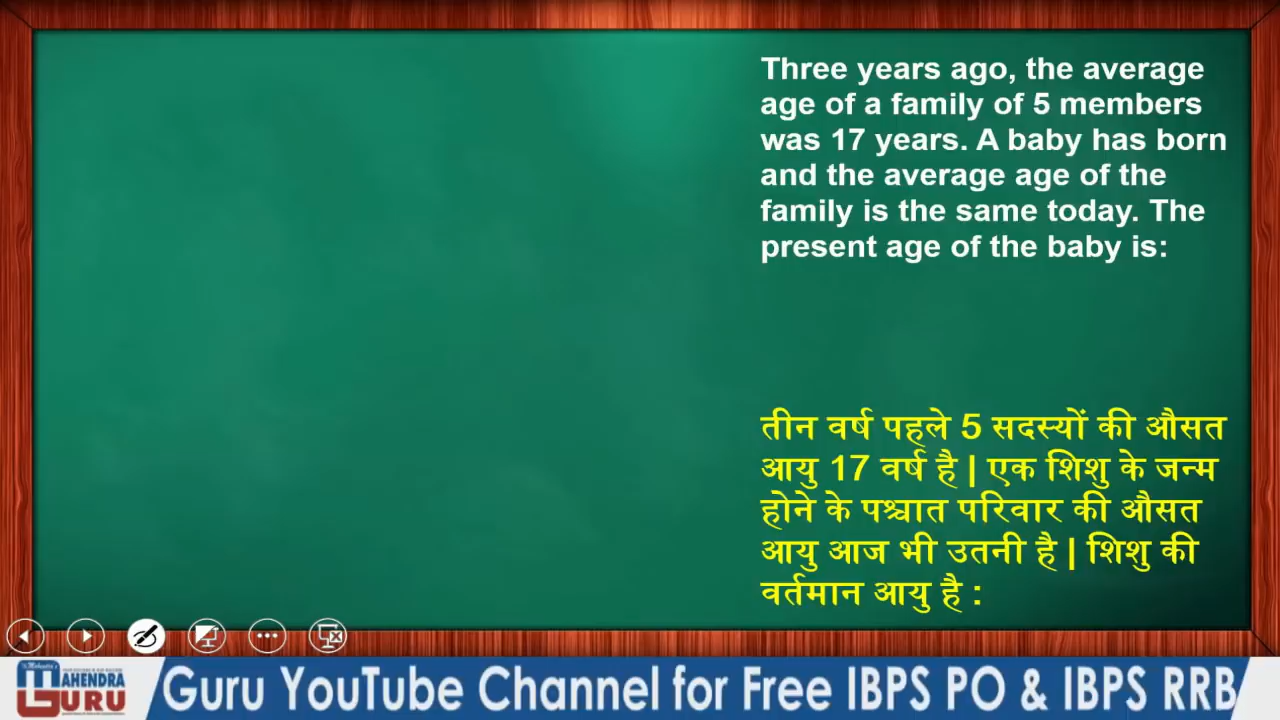 Three years ago, the average
age of a family of 5 members
was 17 years. A baby has born
and the average age of the
family is the same today. The
present age of the baby is:
तीन वर्ष पहले 5 सदस्यों की औसत
आयु 17 वर्ष है | एक शिशु के जन्म
होने के पश्चात परिवार की औसत
आयु आज भी उतनी है | शिशु की
वर्तमान आयु है :
MAHENDRA
GURU
Guru YouTube Channel for Free IBPS PO & IBPS RRB